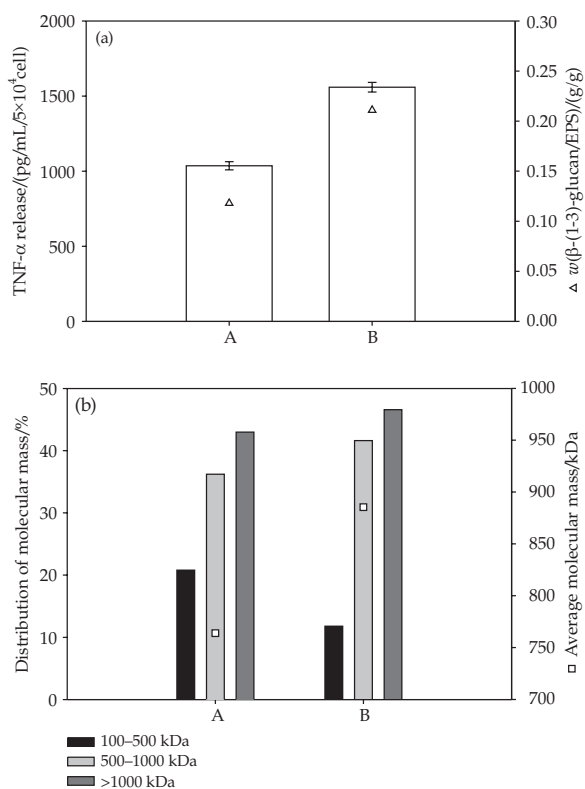 (a)
TNF-α release/(pg/mL/5×10⁴cell)
2000
1500
1000
500
0
0.30
0.25
0.20
0.15
0.10
0.05
0.00
▵ w(β-(1-3)-glucan/EPS)/(g/g)
A
B
(b)
Distribution of molecular mass/%
50
40
30
20
10
0
1000
950
900
850
800
750
700
□ Average molecular mass/kDa
A
B
100–500 kDa
500–1000 kDa
>1000 kDa